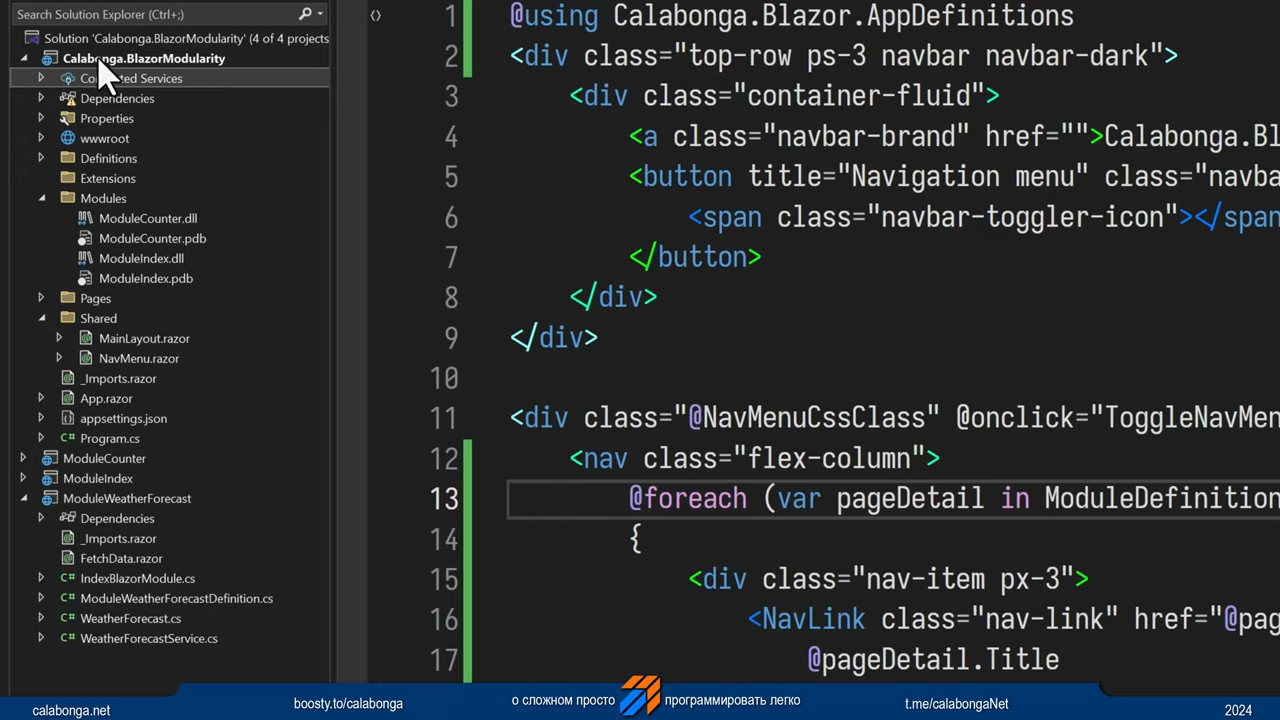 Search Solution Explorer (Ctrl+;)
Solution 'Calabonga.BlazorModularity' (4 of 4 projects
Calabonga.BlazorModularity
Connected Services
Dependencies
Properties
wwwroot
Definitions
Extensions
Modules
ModuleCounter.dll
ModuleCounter.pdb
ModuleIndex.dll
ModuleIndex.pdb
Pages
Shared
MainLayout.razor
NavMenu.razor
_Imports.razor
App.razor
appsettings.json
C# Program.cs
ModuleCounter
ModuleIndex
ModuleWeatherForecast
Dependencies
_Imports.razor
FetchData.razor
C# IndexBlazorModule.cs
C# ModuleWeatherForecastDefinition.cs
C# WeatherForecast.cs
C# WeatherForecastService.cs
1 @using Calabonga.Blazor.AppDefinitions
2 <div class="top-row ps-3 navbar navbar-dark">
3 <div class="container-fluid">
4 <a class="navbar-brand" href="">Calabonga.Bl
5 <button title="Navigation menu" class="navba
6 <span class="navbar-toggler-icon"></span
7 </button>
8 </div>
9 </div>
10
11 <div class="@NavMenuCssClass" @onclick="ToggleNavMen
12 <nav class="flex-column">
13 @foreach (var pageDetail in ModuleDefinition
14 {
15 <div class="nav-item px-3">
16 <NavLink class="nav-link" href="@pag
17 @pageDetail.Title
calabonga.net
boosty.to/calabonga
о сложном просто
программировать легко
t.me/calabongaNet
2024